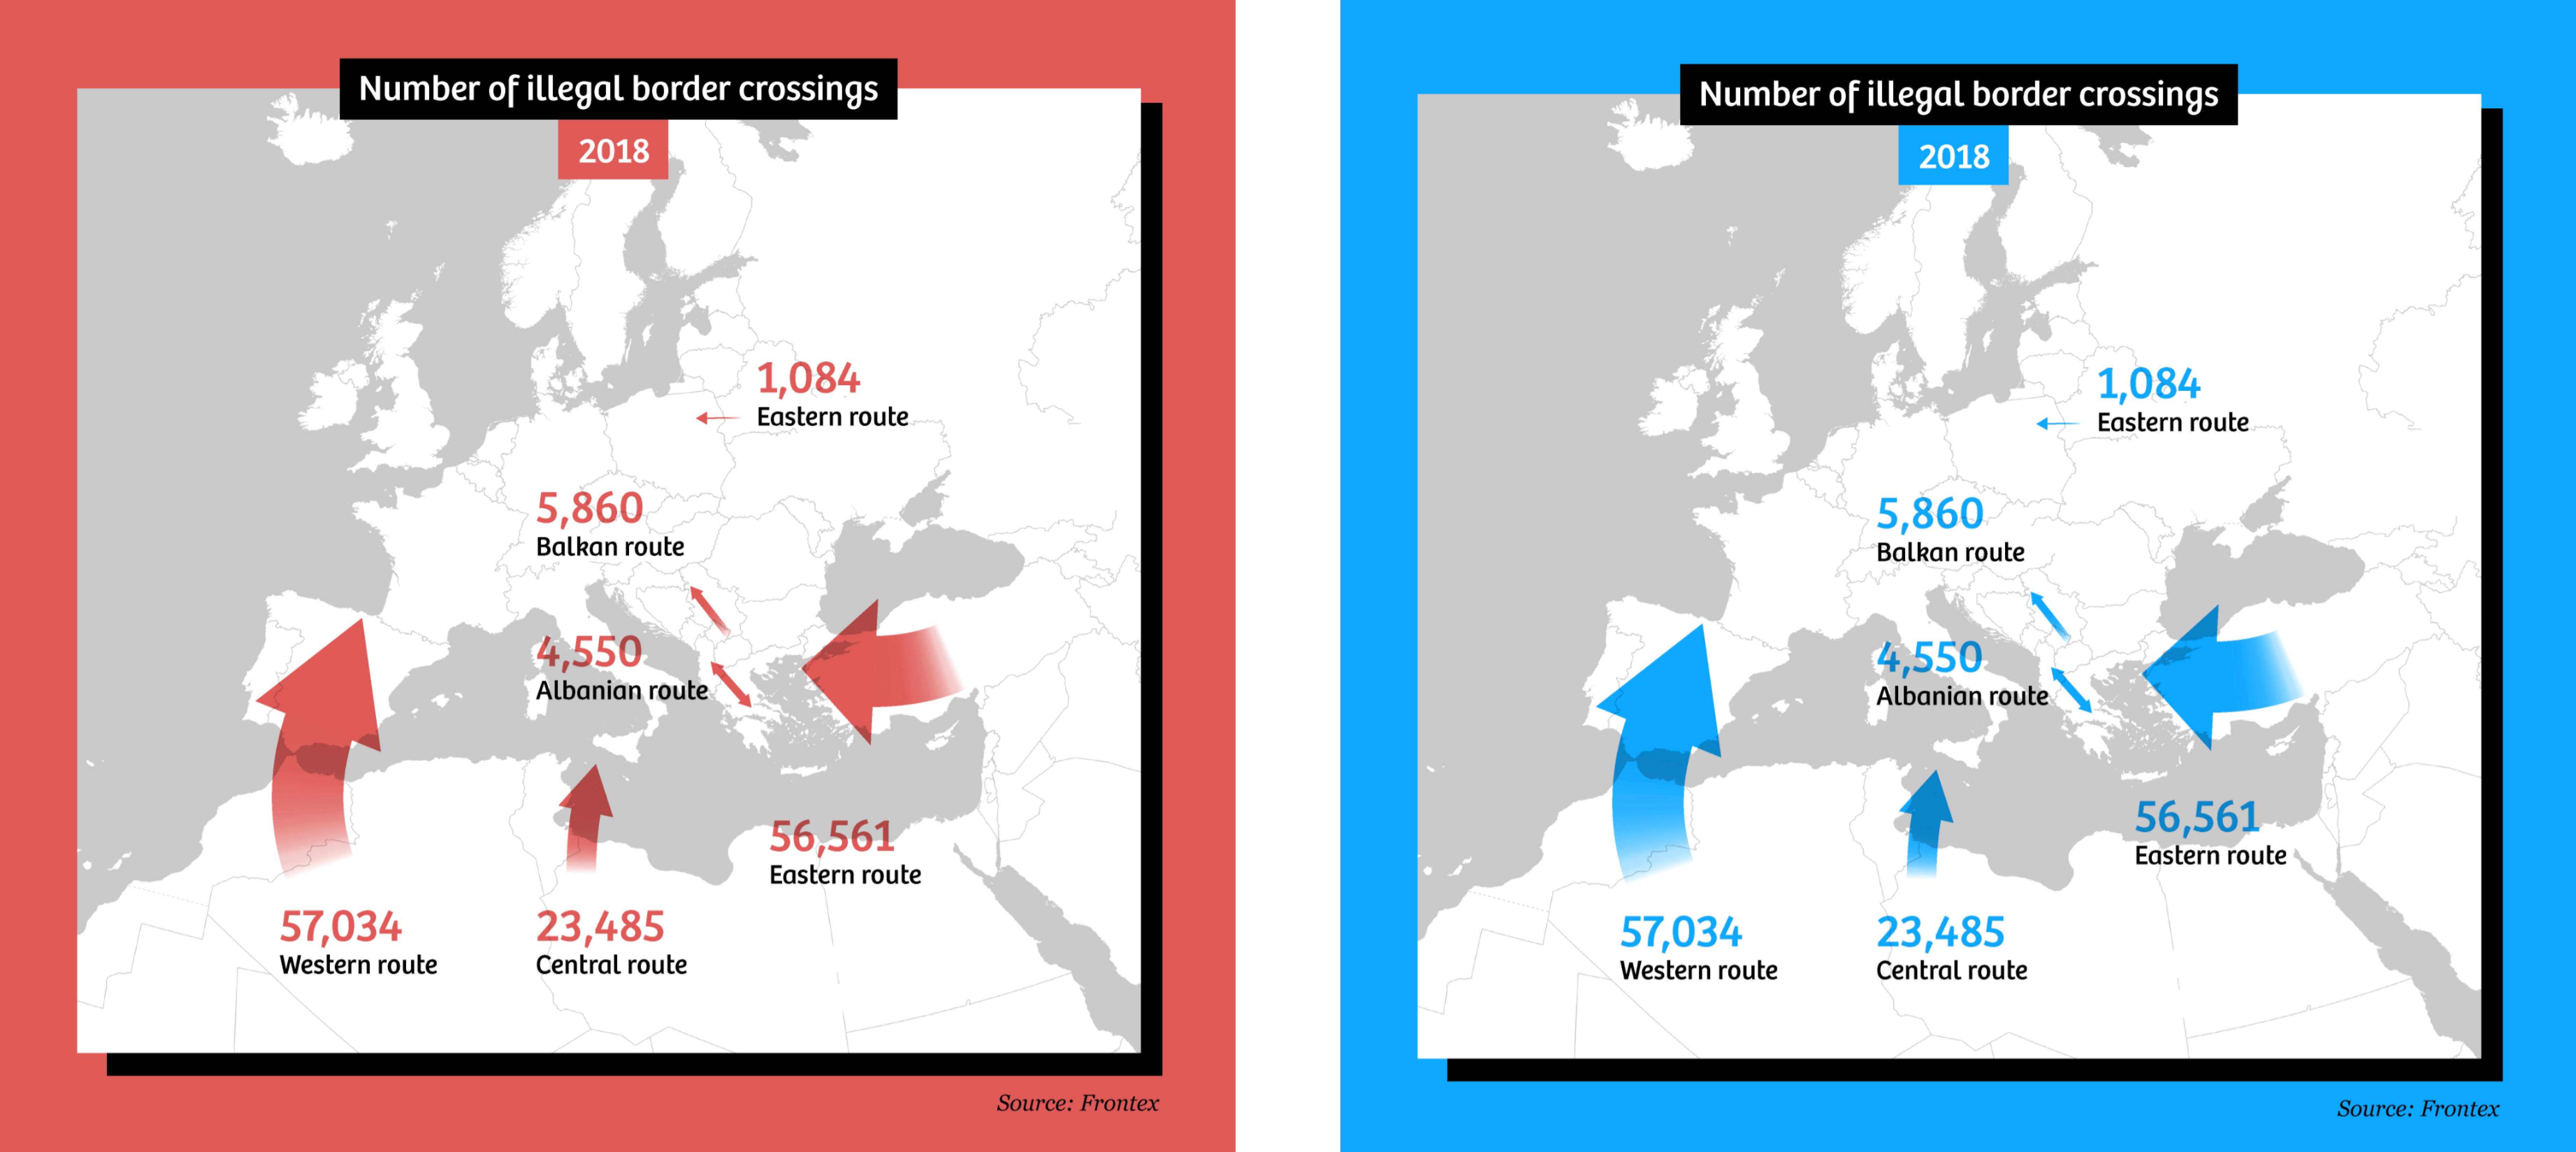 Number of illegal border crossings
2018
1,084
Eastern route
5,860
Balkan route
4,550
Albanian route
56,561
Eastern route
57,034
Western route
23,485
Central route
Source: Frontex
Number of illegal border crossings
2018
1,084
Eastern route
5,860
Balkan route
4,550
Albanian route
56,561
Eastern route
57,034
Western route
23,485
Central route
Source: Frontex